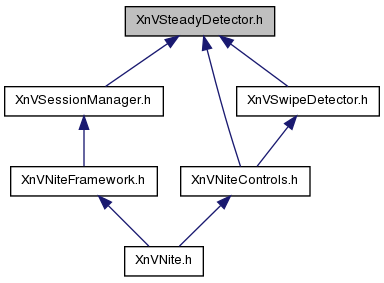 XnVSteadyDetector.h
XnVSessionManager.h
XnVSwipeDetector.h
XnVNiteFramework.h
XnVNiteControls.h
XnVNite.h